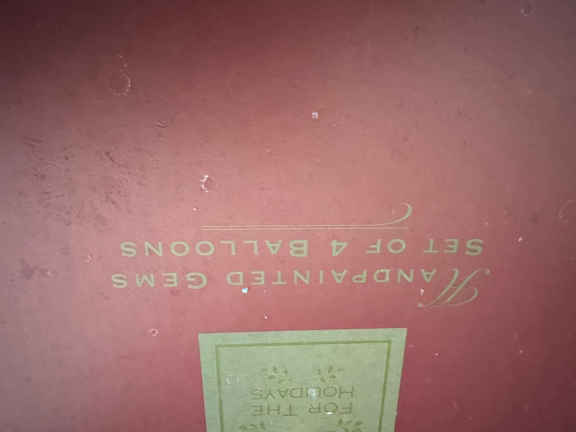 FOR THE
HOLIDAYS
HANDPAINTED GEMS
SET OF 4 BALLOONS